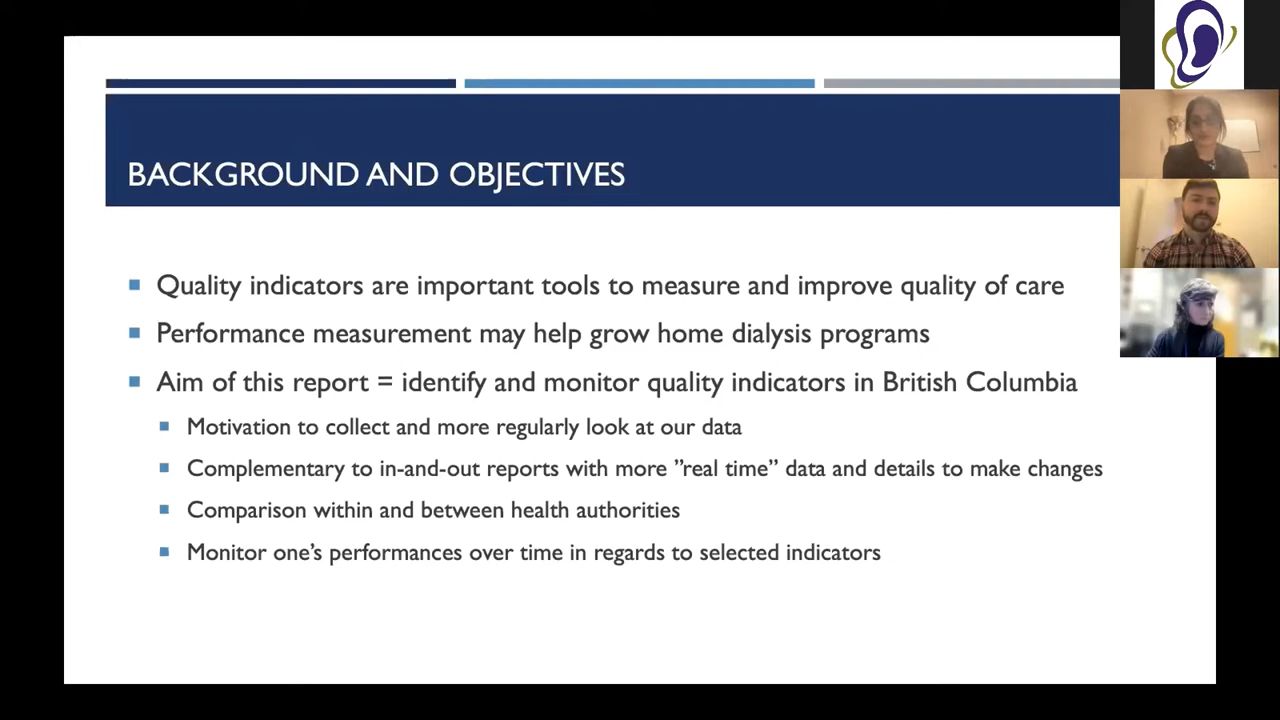 BACKGROUND AND OBJECTIVES
Quality indicators are important tools to measure and improve quality of care
Performance measurement may help grow home dialysis programs
Aim of this report = identify and monitor quality indicators in British Columbia
Motivation to collect and more regularly look at our data
Complementary to in-and-out reports with more ”real time” data and details to make changes
Comparison within and between health authorities
Monitor one’s performances over time in regards to selected indicators